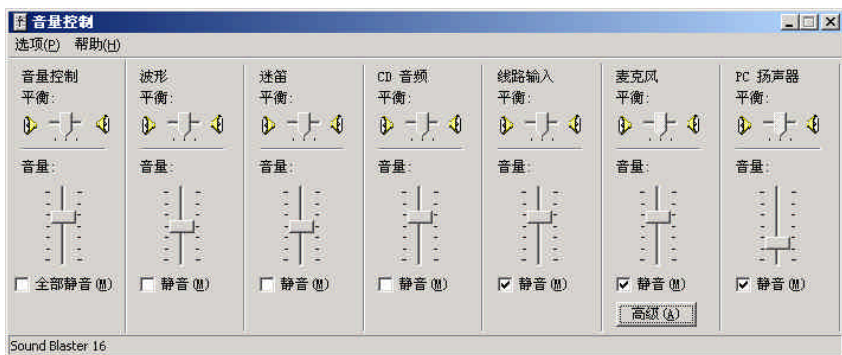 音量控制
选项(P) 帮助(H)
音量控制 波形 迷笛 CD 音频 线路输入 麦克风 PC 扬声器
平衡: 平衡: 平衡: 平衡: 平衡: 平衡: 平衡:
音量: 音量: 音量: 音量: 音量: 音量: 音量:
全部静音(M) 静音(M) 静音(M) 静音(M) 静音(M) 静音(M) 静音(M)
高级(A)
Sound Blaster 16